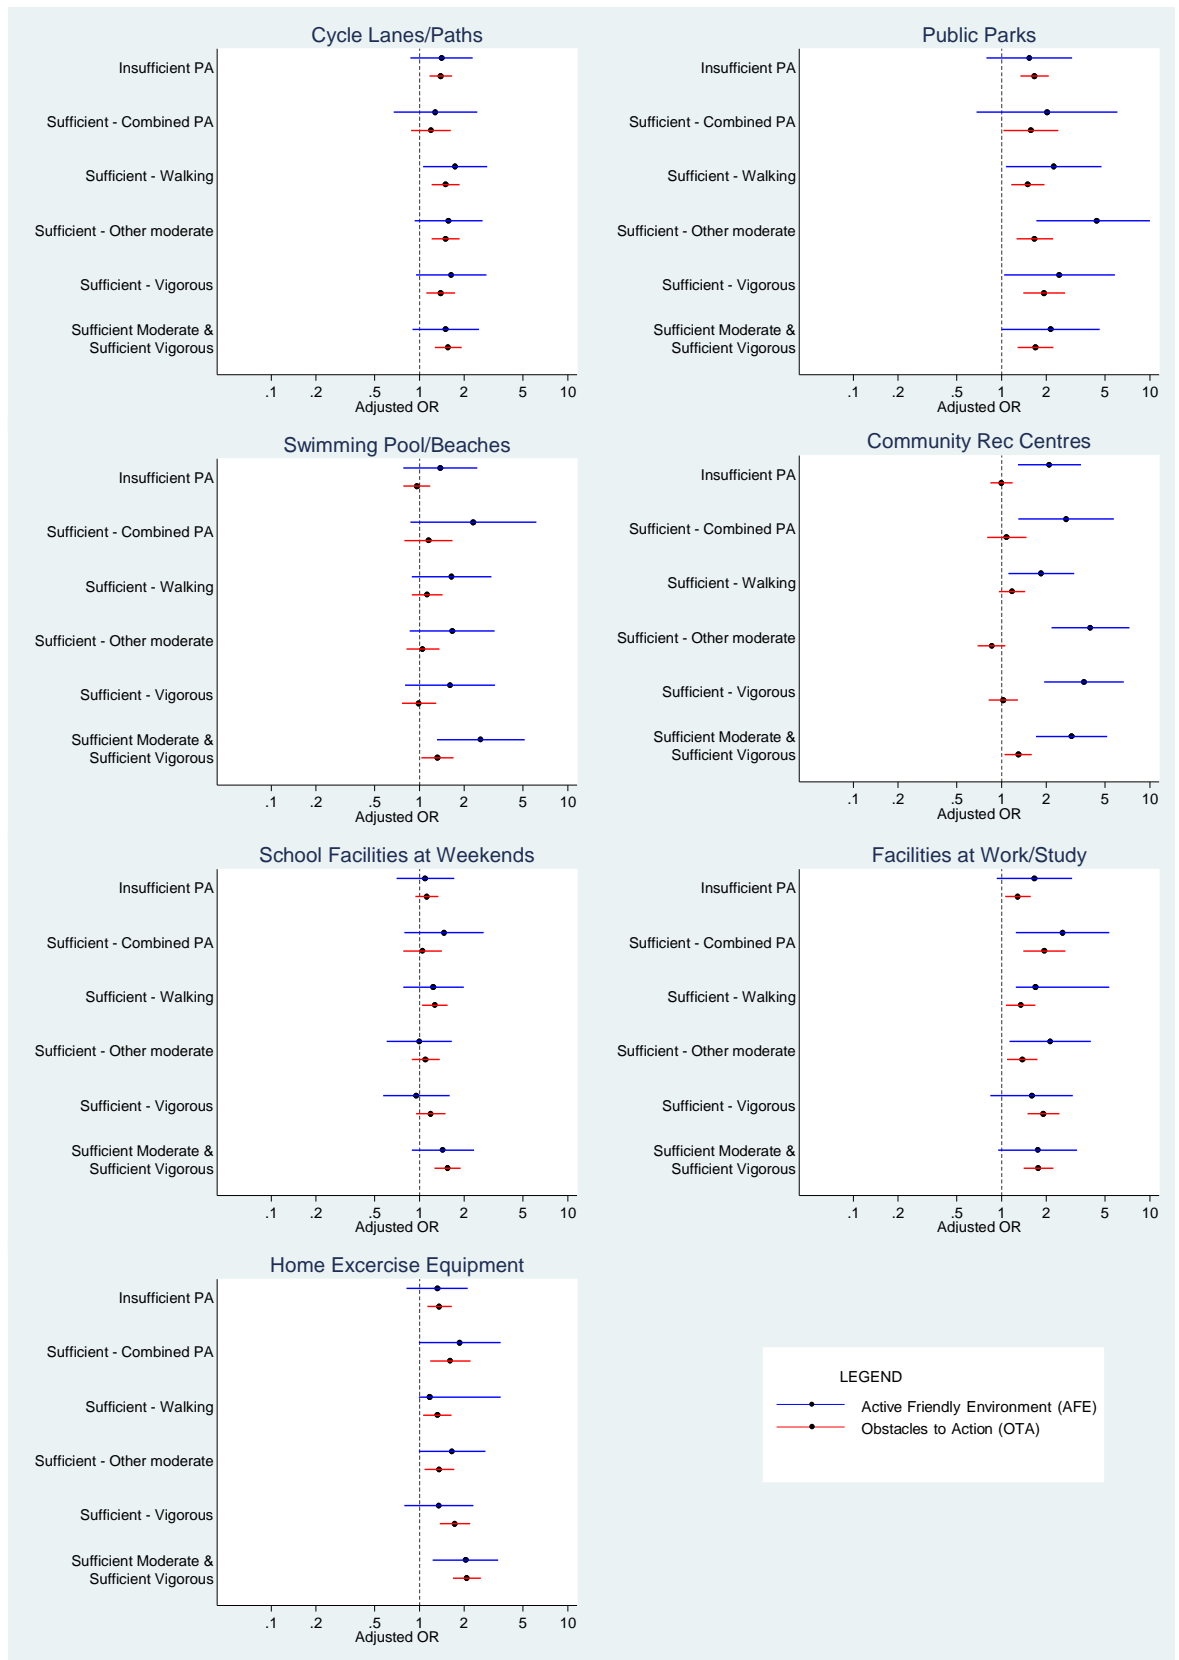 Cycle Lanes/Paths
Insufficient PA
Sufficient - Combined PA
Sufficient - Walking
Sufficient - Other moderate
Sufficient - Vigorous
Sufficient Moderate &
Sufficient Vigorous
.1 .2 .5 1 2 5 10
Adjusted OR
Public Parks
Insufficient PA
Sufficient - Combined PA
Sufficient - Walking
Sufficient - Other moderate
Sufficient - Vigorous
Sufficient Moderate &
Sufficient Vigorous
.1 .2 .5 1 2 5 10
Adjusted OR
Swimming Pool/Beaches
Insufficient PA
Sufficient - Combined PA
Sufficient - Walking
Sufficient - Other moderate
Sufficient - Vigorous
Sufficient Moderate &
Sufficient Vigorous
.1 .2 .5 1 2 5 10
Adjusted OR
Community Rec Centres
Insufficient PA
Sufficient - Combined PA
Sufficient - Walking
Sufficient - Other moderate
Sufficient - Vigorous
Sufficient Moderate &
Sufficient Vigorous
.1 .2 .5 1 2 5 10
Adjusted OR
School Facilities at Weekends
Insufficient PA
Sufficient - Combined PA
Sufficient - Walking
Sufficient - Other moderate
Sufficient - Vigorous
Sufficient Moderate &
Sufficient Vigorous
.1 .2 .5 1 2 5 10
Adjusted OR
Facilities at Work/Study
Insufficient PA
Sufficient - Combined PA
Sufficient - Walking
Sufficient - Other moderate
Sufficient - Vigorous
Sufficient Moderate &
Sufficient Vigorous
.1 .2 .5 1 2 5 10
Adjusted OR
Home Excercise Equipment
Insufficient PA
Sufficient - Combined PA
Sufficient - Walking
Sufficient - Other moderate
Sufficient - Vigorous
Sufficient Moderate &
Sufficient Vigorous
.1 .2 .5 1 2 5 10
Adjusted OR
LEGEND
Active Friendly Environment (AFE)
Obstacles to Action (OTA)